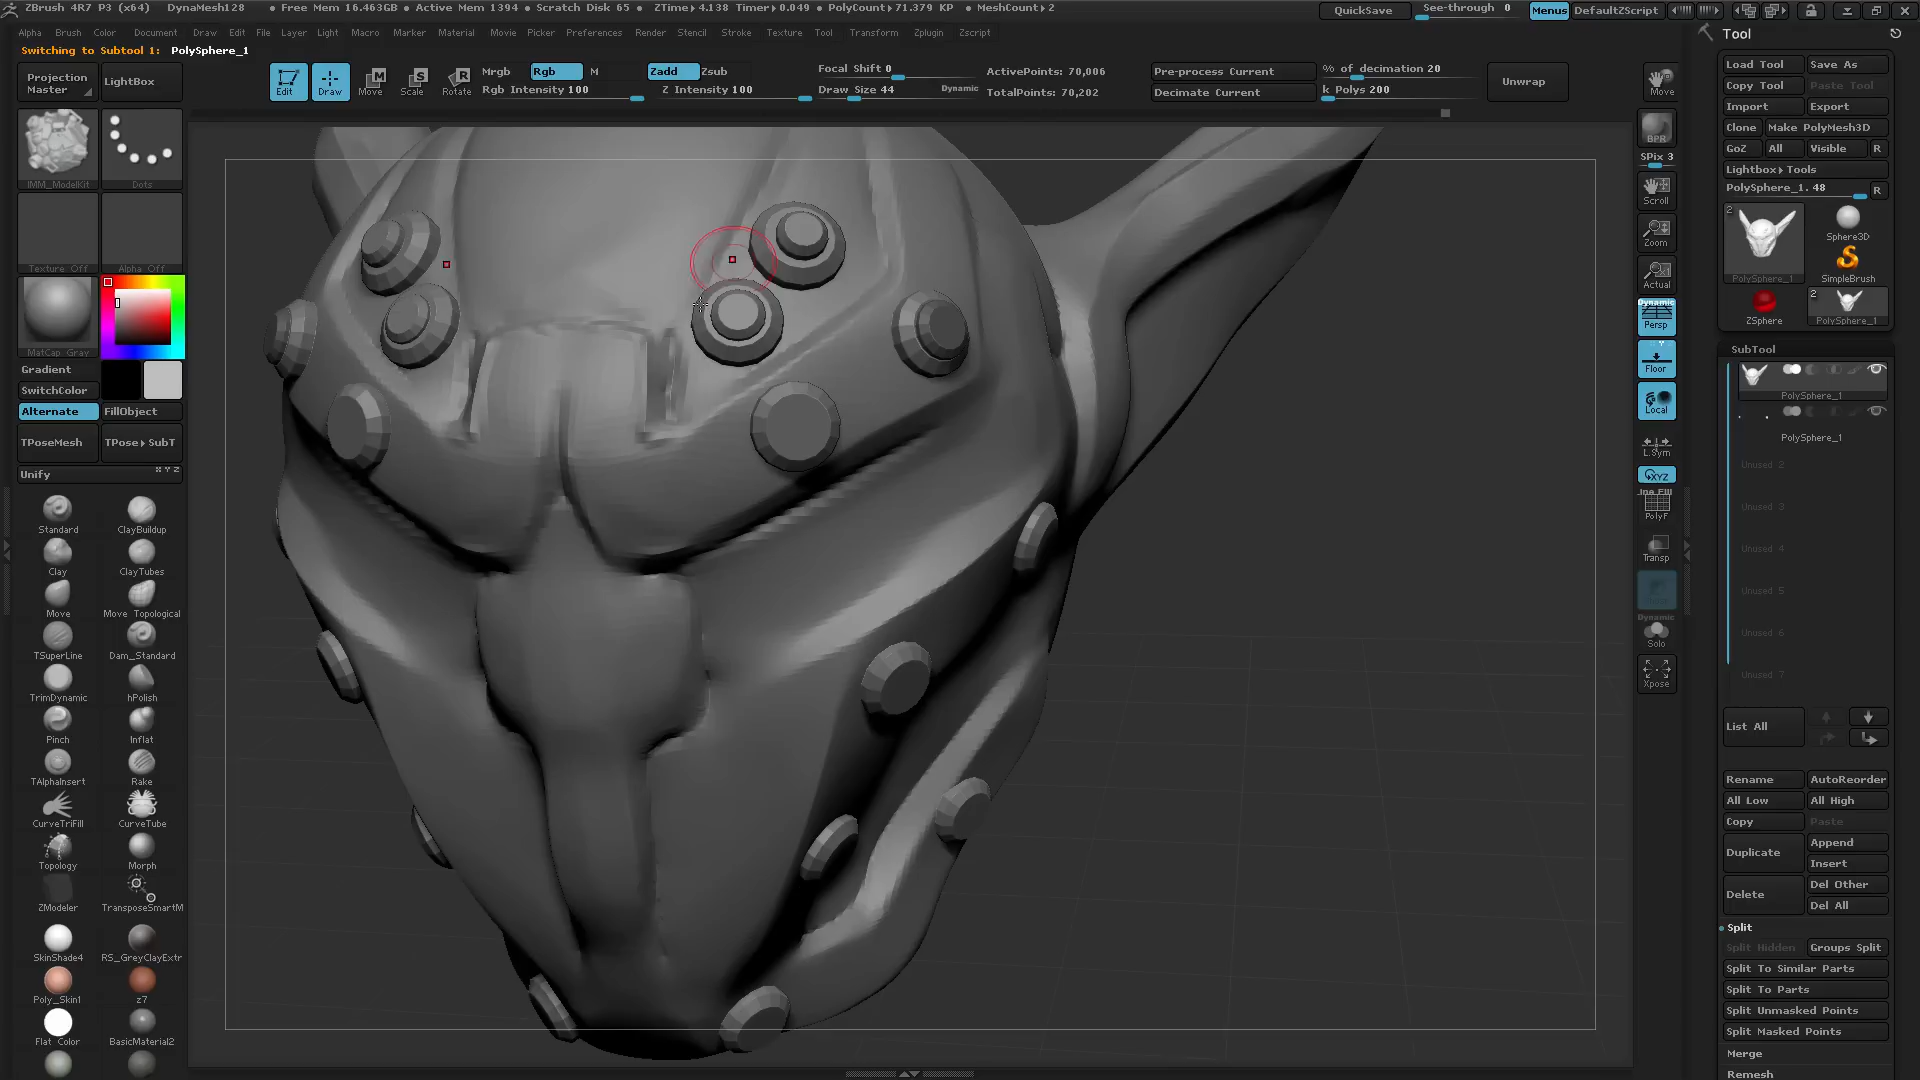 ZBrush 4R7 P3 (x64) DynaMesh128 • Free Mem 16.463GB • Active Mem 1394 • Scratch Disk 65 • ZTime▸4.138 Timer▸0.049 • PolyCount▸71.379 KP • MeshCount▸2 QuickSave See-through 0 Menus DefaultZScript
Alpha Brush Color Document Draw Edit File Layer Light Macro Marker Material Movie Picker Preferences Render Stencil Stroke Texture Tool Transform Zplugin Zscript
Switching to Subtool 1: PolySphere_1
Projection Master
LightBox
Edit
Draw
Move
Scale
Rotate
Mrgb Rgb M
Rgb Intensity 100
Zadd Zsub
Z Intensity 100
Focal Shift 0
Draw Size 44 Dynamic
ActivePoints: 70,006
TotalPoints: 70,202
Pre-process Current
Decimate Current
% of decimation 20
k Polys 200
Unwrap
IMM_ModelKit
Dots
Texture Off
Alpha Off
MatCap Gray
Gradient
SwitchColor
Alternate
FillObject
TPoseMesh
TPose▸SubT
Unify X Y Z
Standard
ClayBuildup
Clay
ClayTubes
Move
Move Topological
TSuperLine
Dam_Standard
TrimDynamic
hPolish
Pinch
Inflat
TAlphaInsert
Rake
CurveTriFill
CurveTube
Topology
Morph
ZModeler
TransposeSmartM
SkinShade4
RS_GreyClayExtr
Poly_Skin1
z7
Flat Color
BasicMaterial2
Move
BPR
SPix 3
Scroll
Zoom
Actual
Dynamic
Persp
Floor
Local
L.Sym
XYZ
Line Fill
PolyF
Transp
Dynamic
Solo
Xpose
Tool
Load Tool Save As
Copy Tool Paste Tool
Import Export
Clone Make PolyMesh3D
GoZ All Visible R
Lightbox▸Tools
PolySphere_1. 48 R
2
PolySphere_1
Sphere3D
SimpleBrush
ZSphere
2
PolySphere_1
SubTool
PolySphere_1
PolySphere_1
Unused 2
Unused 3
Unused 4
Unused 5
Unused 6
Unused 7
List All
Rename AutoReorder
All Low All High
Copy Paste
Duplicate
Append
Insert
Delete
Del Other
Del All
Split
Split Hidden Groups Split
Split To Similar Parts
Split To Parts
Split Unmasked Points
Split Masked Points
Merge
Remesh